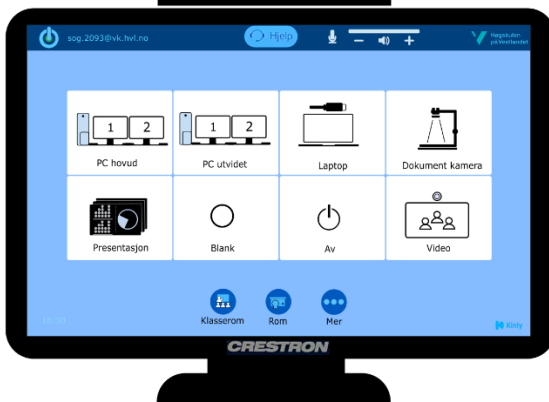 sog.2093@vk.hvl.no
Hjelp
Høgskulen
på Vestlandet
1 2
1 2
PC hovud
PC utvidet
Laptop
Dokument kamera
Presentasjon
Blank
Av
Video
Klasserom
Rom
Mer
Kinly
CRESTRON